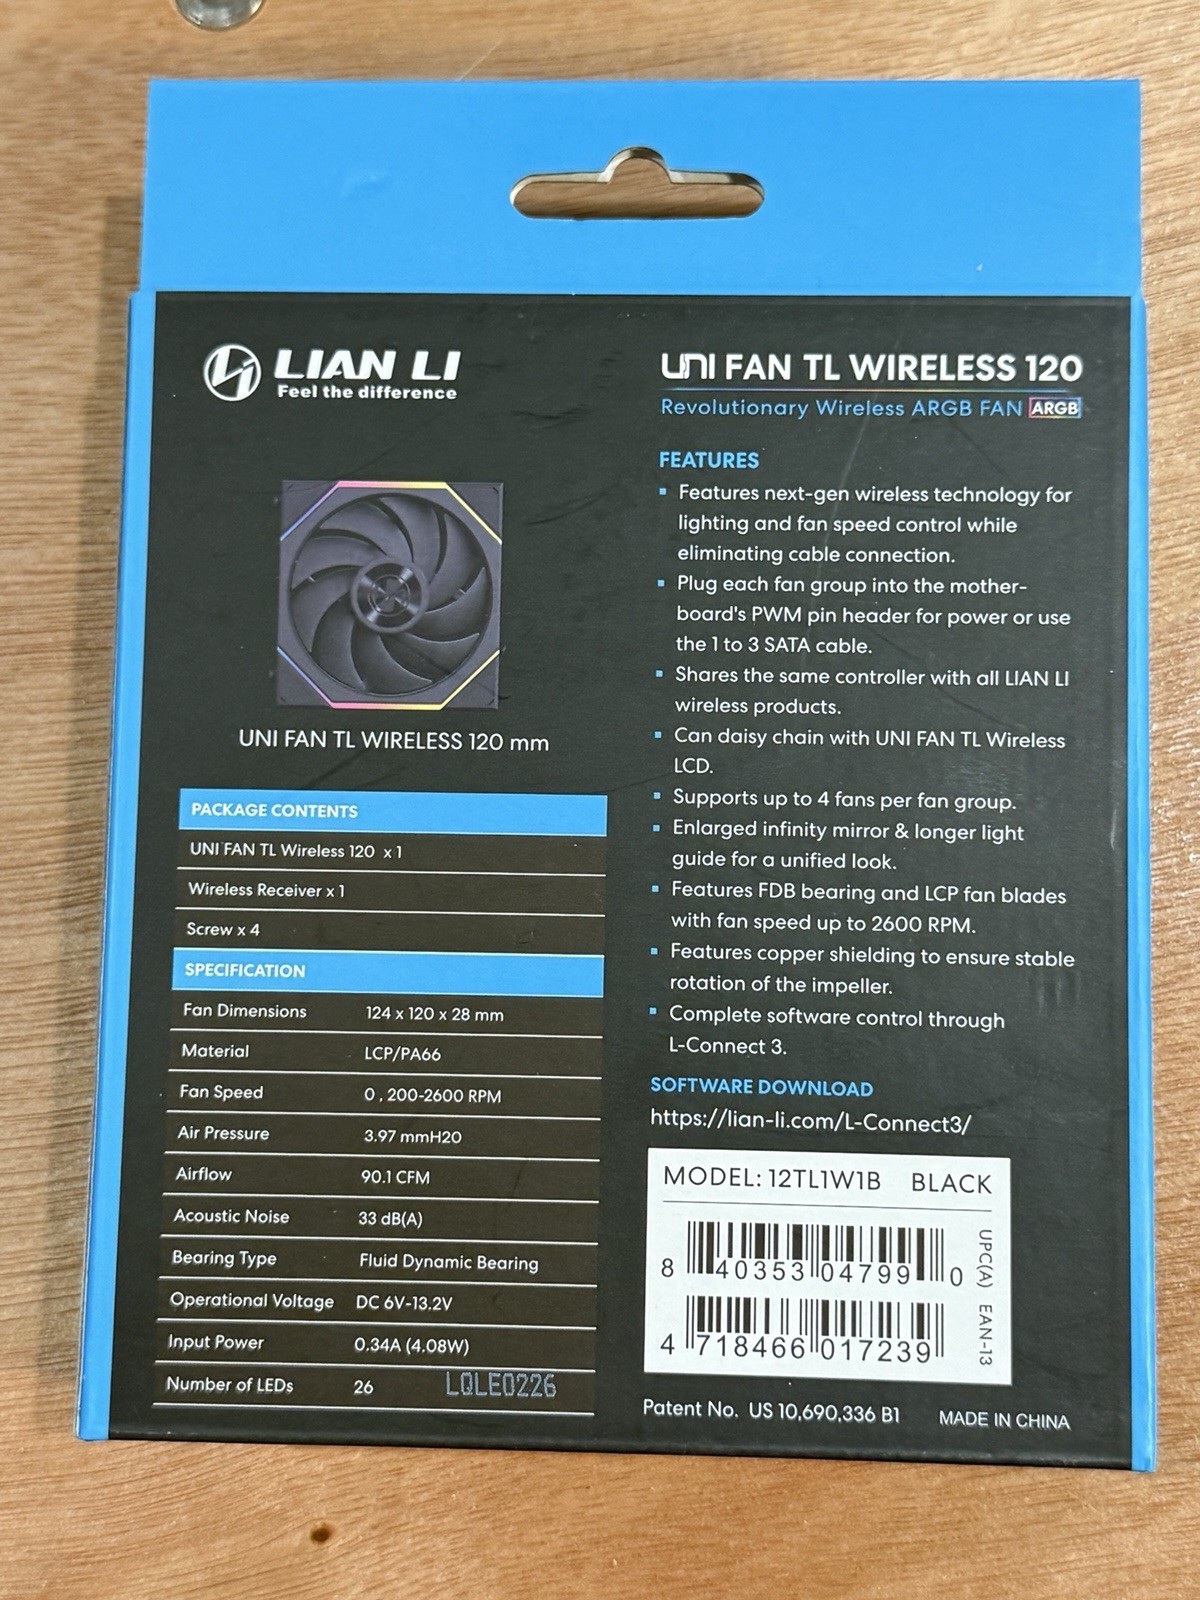 LIAN LI
Feel the difference
UNI FAN TL WIRELESS 120
Revolutionary Wireless ARGB FAN ARGB
FEATURES
▪ Features next-gen wireless technology for
lighting and fan speed control while
eliminating cable connection.
▪ Plug each fan group into the mother-
board's PWM pin header for power or use
the 1 to 3 SATA cable.
▪ Shares the same controller with all LIAN LI
wireless products.
▪ Can daisy chain with UNI FAN TL Wireless
LCD.
▪ Supports up to 4 fans per fan group.
▪ Enlarged infinity mirror & longer light
guide for a unified look.
▪ Features FDB bearing and LCP fan blades
with fan speed up to 2600 RPM.
▪ Features copper shielding to ensure stable
rotation of the impeller.
▪ Complete software control through
L-Connect 3.
SOFTWARE DOWNLOAD
https://lian-li.com/L-Connect3/
UNI FAN TL WIRELESS 120 mm
PACKAGE CONTENTS
UNI FAN TL Wireless 120 x 1
Wireless Receiver x 1
Screw x 4
SPECIFICATION
Fan Dimensions 124 x 120 x 28 mm
Material LCP/PA66
Fan Speed 0 , 200-2600 RPM
Air Pressure 3.97 mmH20
Airflow 90.1 CFM
Acoustic Noise 33 dB(A)
Bearing Type Fluid Dynamic Bearing
Operational Voltage DC 6V-13.2V
Input Power 0.34A (4.08W)
Number of LEDs 26
LQLE0226
MODEL: 12TL1W1B BLACK
8 40353 04799 0
UPC(A)
4 718466 017239
EAN-13
Patent No. US 10,690,336 B1 MADE IN CHINA